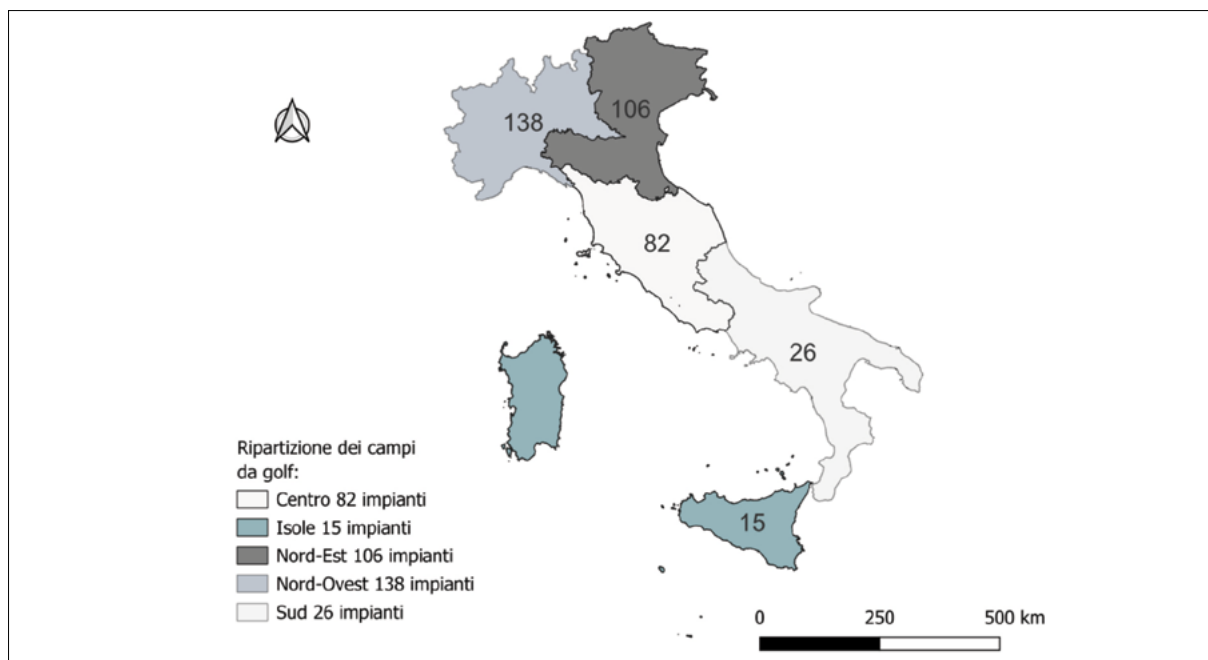 106
138
82
26
15
Ripartizione dei campi
da golf:
Centro 82 impianti
Isole 15 impianti
Nord-Est 106 impianti
Nord-Ovest 138 impianti
Sud 26 impianti
0 250 500 km